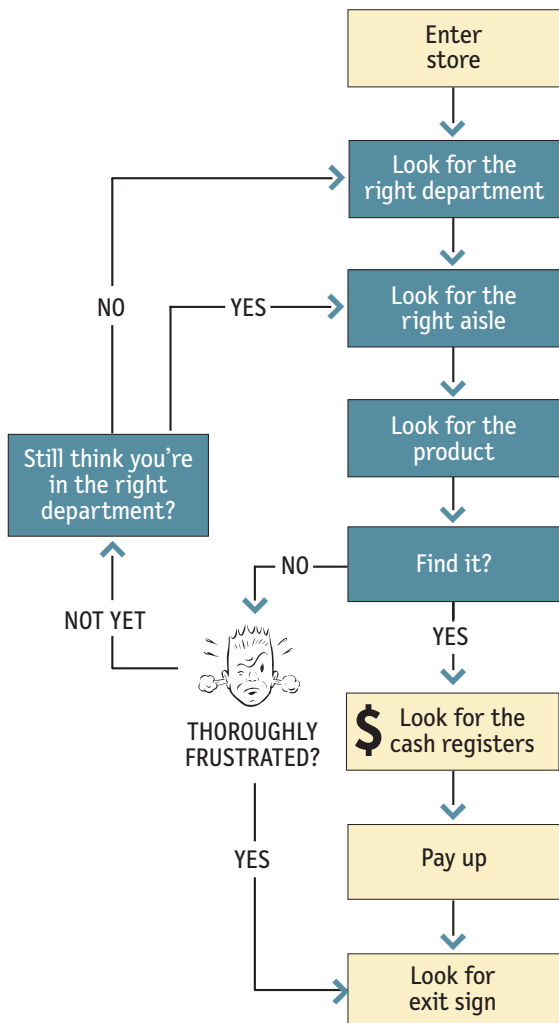 Enter
store
Look for the
right department
NO
YES
Look for the
right aisle
Look for the
product
Still think you’re
in the right
department?
Find it?
NO
NOT YET
YES
THOROUGHLY
FRUSTRATED?
$ Look for the
cash registers
YES
Pay up
Look for
exit sign